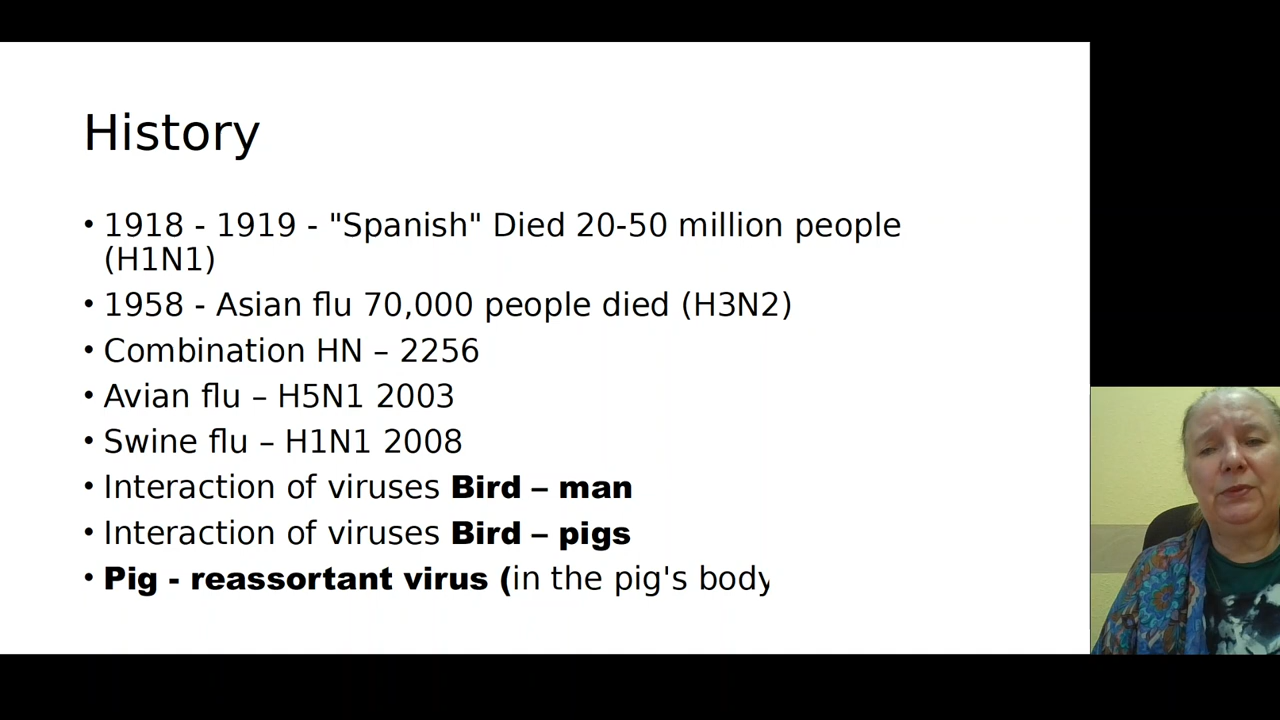 History
• 1918 - 1919 - "Spanish" Died 20-50 million people
(H1N1)
• 1958 - Asian flu 70,000 people died (H3N2)
• Combination HN – 2256
• Avian flu – H5N1 2003
• Swine flu – H1N1 2008
• Interaction of viruses Bird – man
• Interaction of viruses Bird – pigs
• Pig - reassortant virus (in the pig's body